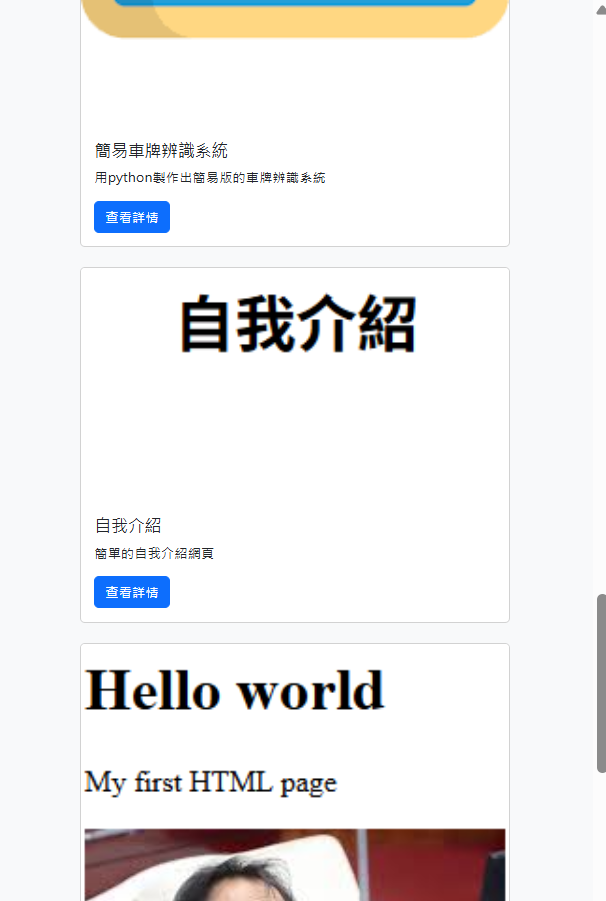 簡易車牌辨識系統
用python製作出簡易版的車牌辨識系統
查看詳情
自我介紹
自我介紹
簡單的自我介紹網頁
查看詳情
Hello world
My first HTML page